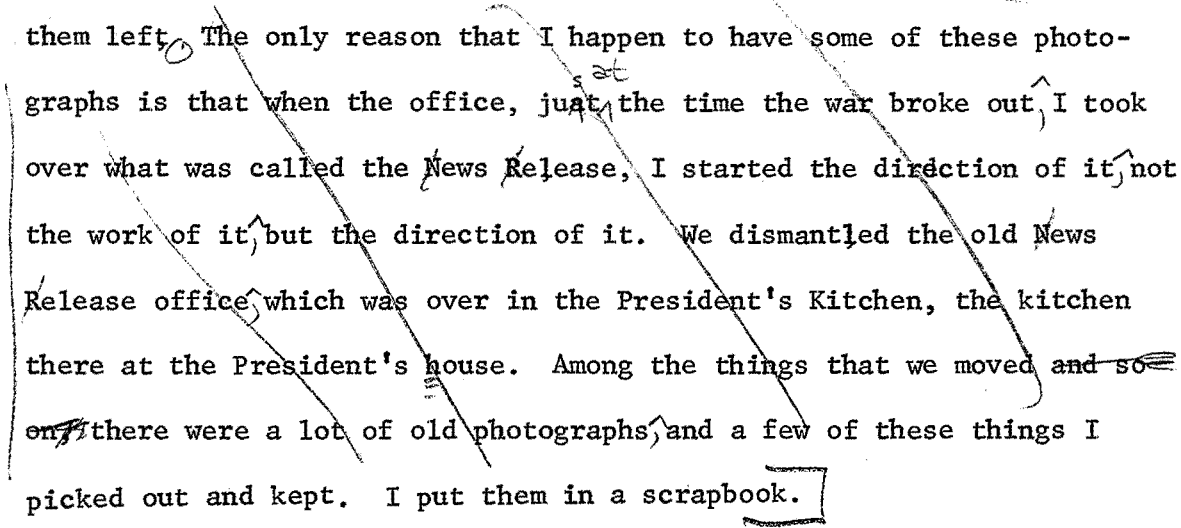 them left. The only reason that I happen to have some of these photo-
graphs is that when the office, just at the time the war broke out, I took
over what was called the News Release, I started the direction of it, not
the work of it, but the direction of it. We dismantled the old News
Release office, which was over in the President's Kitchen, the kitchen
there at the President's house. Among the things that we moved and so
on, there were a lot of old photographs, and a few of these things I
picked out and kept. I put them in a scrapbook.